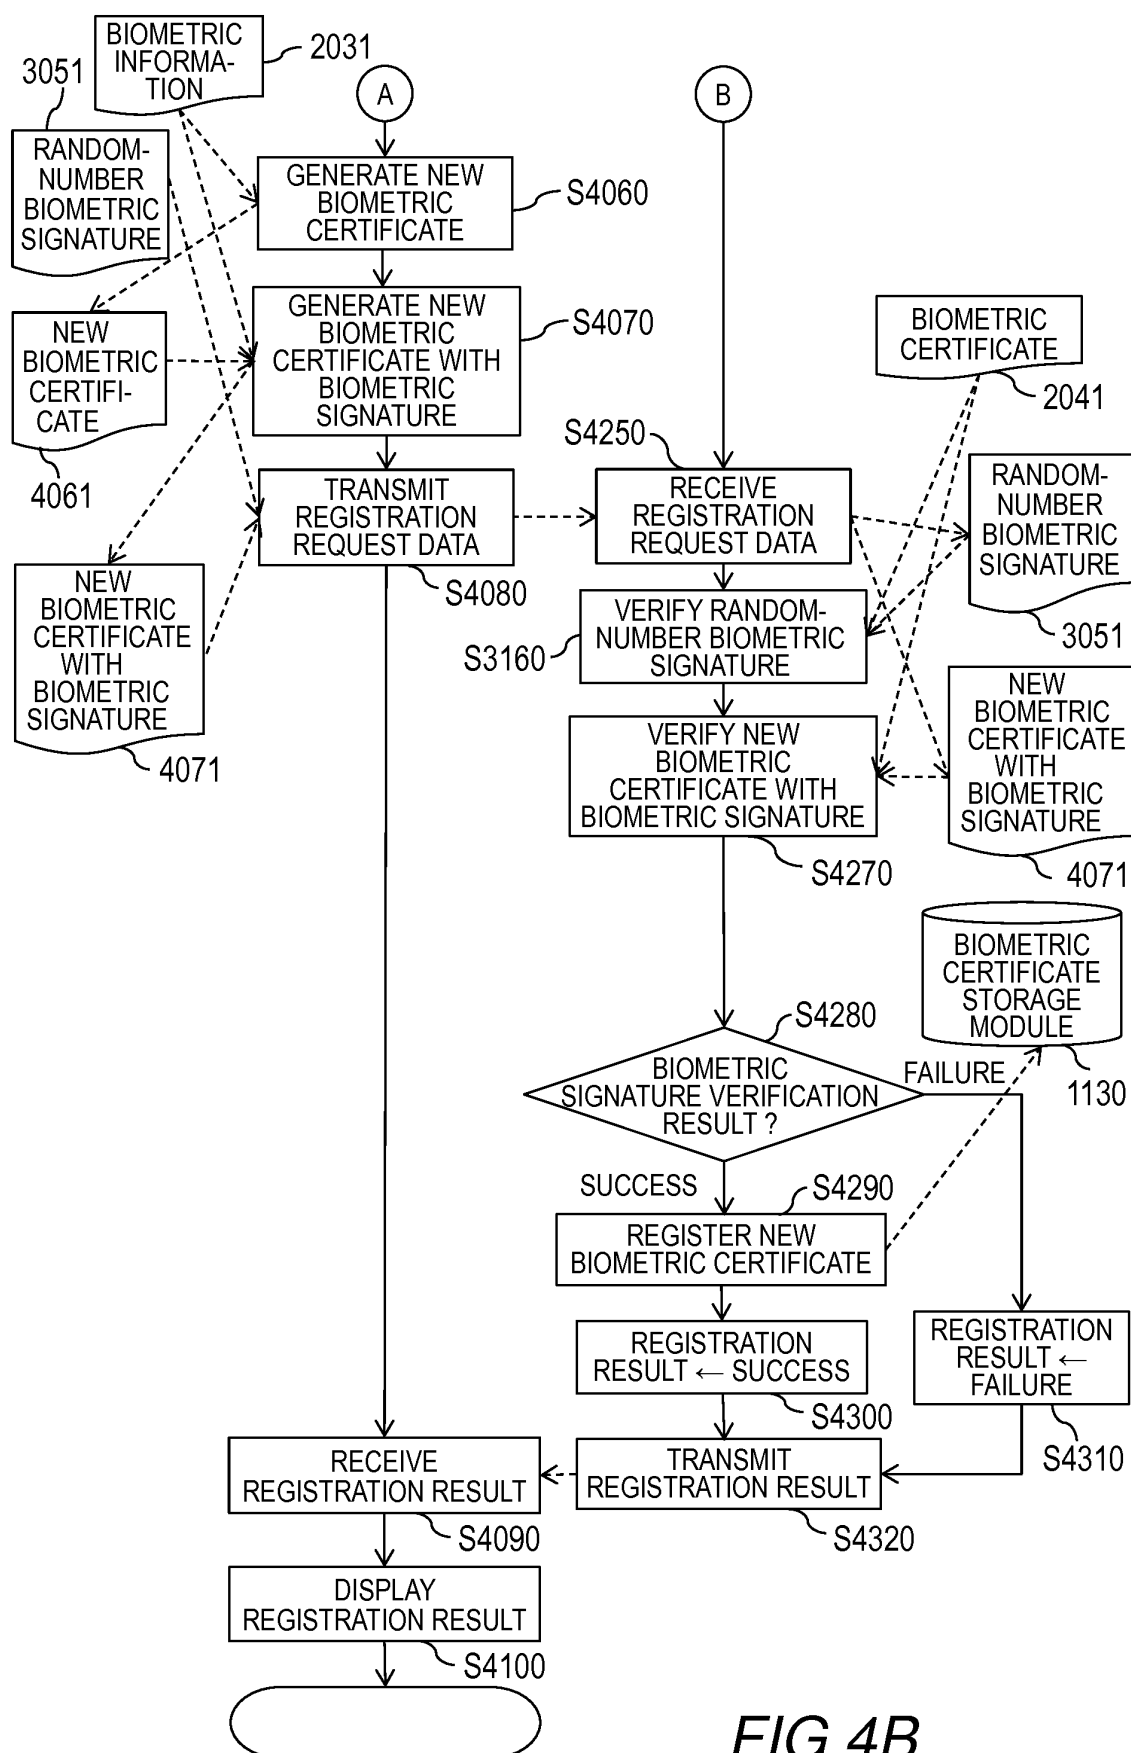 BIOMETRIC
INFORMA-
TION
2031
3051
RANDOM-
NUMBER
BIOMETRIC
SIGNATURE
A
B
GENERATE NEW
BIOMETRIC
CERTIFICATE
S4060
NEW
BIOMETRIC
CERTIFI-
CATE
4061
GENERATE NEW
BIOMETRIC
CERTIFICATE WITH
BIOMETRIC
SIGNATURE
S4070
BIOMETRIC
CERTIFICATE
2041
S4250
TRANSMIT
REGISTRATION
REQUEST DATA
S4080
RECEIVE
REGISTRATION
REQUEST DATA
RANDOM-
NUMBER
BIOMETRIC
SIGNATURE
3051
NEW
BIOMETRIC
CERTIFICATE
WITH
BIOMETRIC
SIGNATURE
4071
VERIFY RANDOM-
NUMBER BIOMETRIC
SIGNATURE
S3160
VERIFY NEW
BIOMETRIC
CERTIFICATE WITH
BIOMETRIC SIGNATURE
S4270
NEW
BIOMETRIC
CERTIFICATE
WITH
BIOMETRIC
SIGNATURE
4071
BIOMETRIC
CERTIFICATE
STORAGE
MODULE
1130
S4280
BIOMETRIC
SIGNATURE VERIFICATION
RESULT ?
FAILURE
SUCCESS
S4290
REGISTER NEW
BIOMETRIC CERTIFICATE
REGISTRATION
RESULT ← SUCCESS
S4300
REGISTRATION
RESULT ←
FAILURE
S4310
RECEIVE
REGISTRATION RESULT
S4090
TRANSMIT
REGISTRATION RESULT
S4320
DISPLAY
REGISTRATION RESULT
S4100
FIG 4B